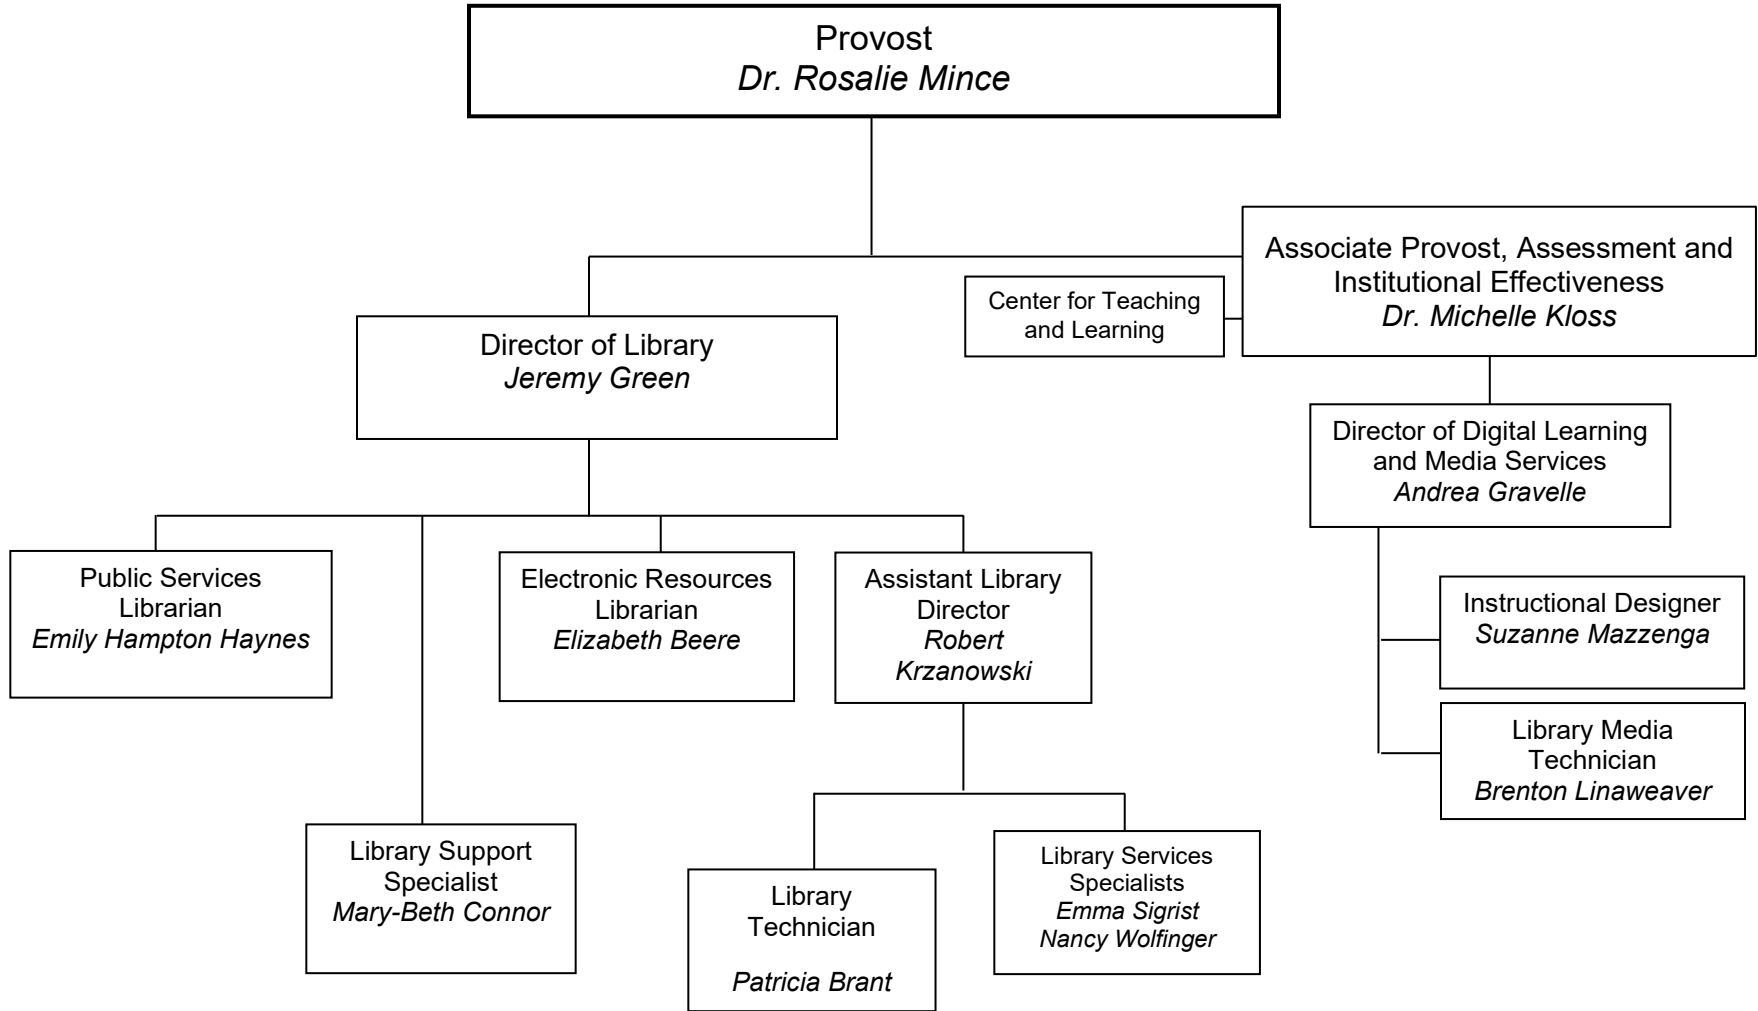 Provost
Dr. Rosalie Mince
Associate Provost, Assessment and
Institutional Effectiveness
Dr. Michelle Kloss
Center for Teaching
and Learning
Director of Library
Jeremy Green
Director of Digital Learning
and Media Services
Andrea Gravelle
Public Services
Librarian
Emily Hampton Haynes
Electronic Resources
Librarian
Elizabeth Beere
Assistant Library
Director
Robert
Krzanowski
Instructional Designer
Suzanne Mazzenga
Library Media
Technician
Brenton Linaweaver
Library Support
Specialist
Mary-Beth Connor
Library
Technician
Patricia Brant
Library Services
Specialists
Emma Sigrist
Nancy Wolfinger